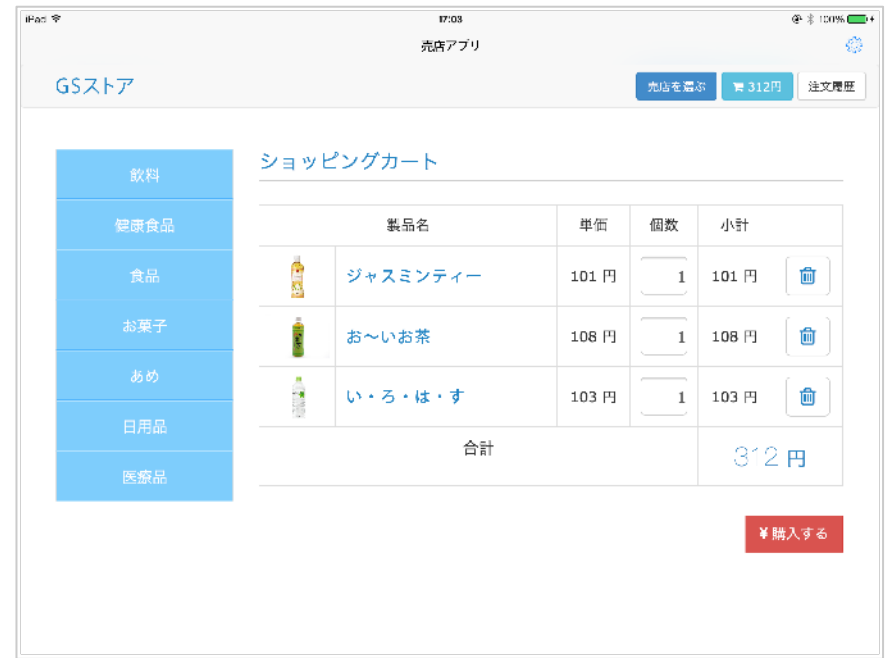 iPad 17:03 100%
売店アプリ
GSストア 売店を選ぶ 312円 注文履歴
ショッピングカート
飲料
健康食品
食品
お菓子
あめ
日用品
医療品
製品名 単価 個数 小計
ジャスミンティー 101 円 1 101 円
お〜いお茶 108 円 1 108 円
い・ろ・は・す 103 円 1 103 円
合計 312 円
¥購入する